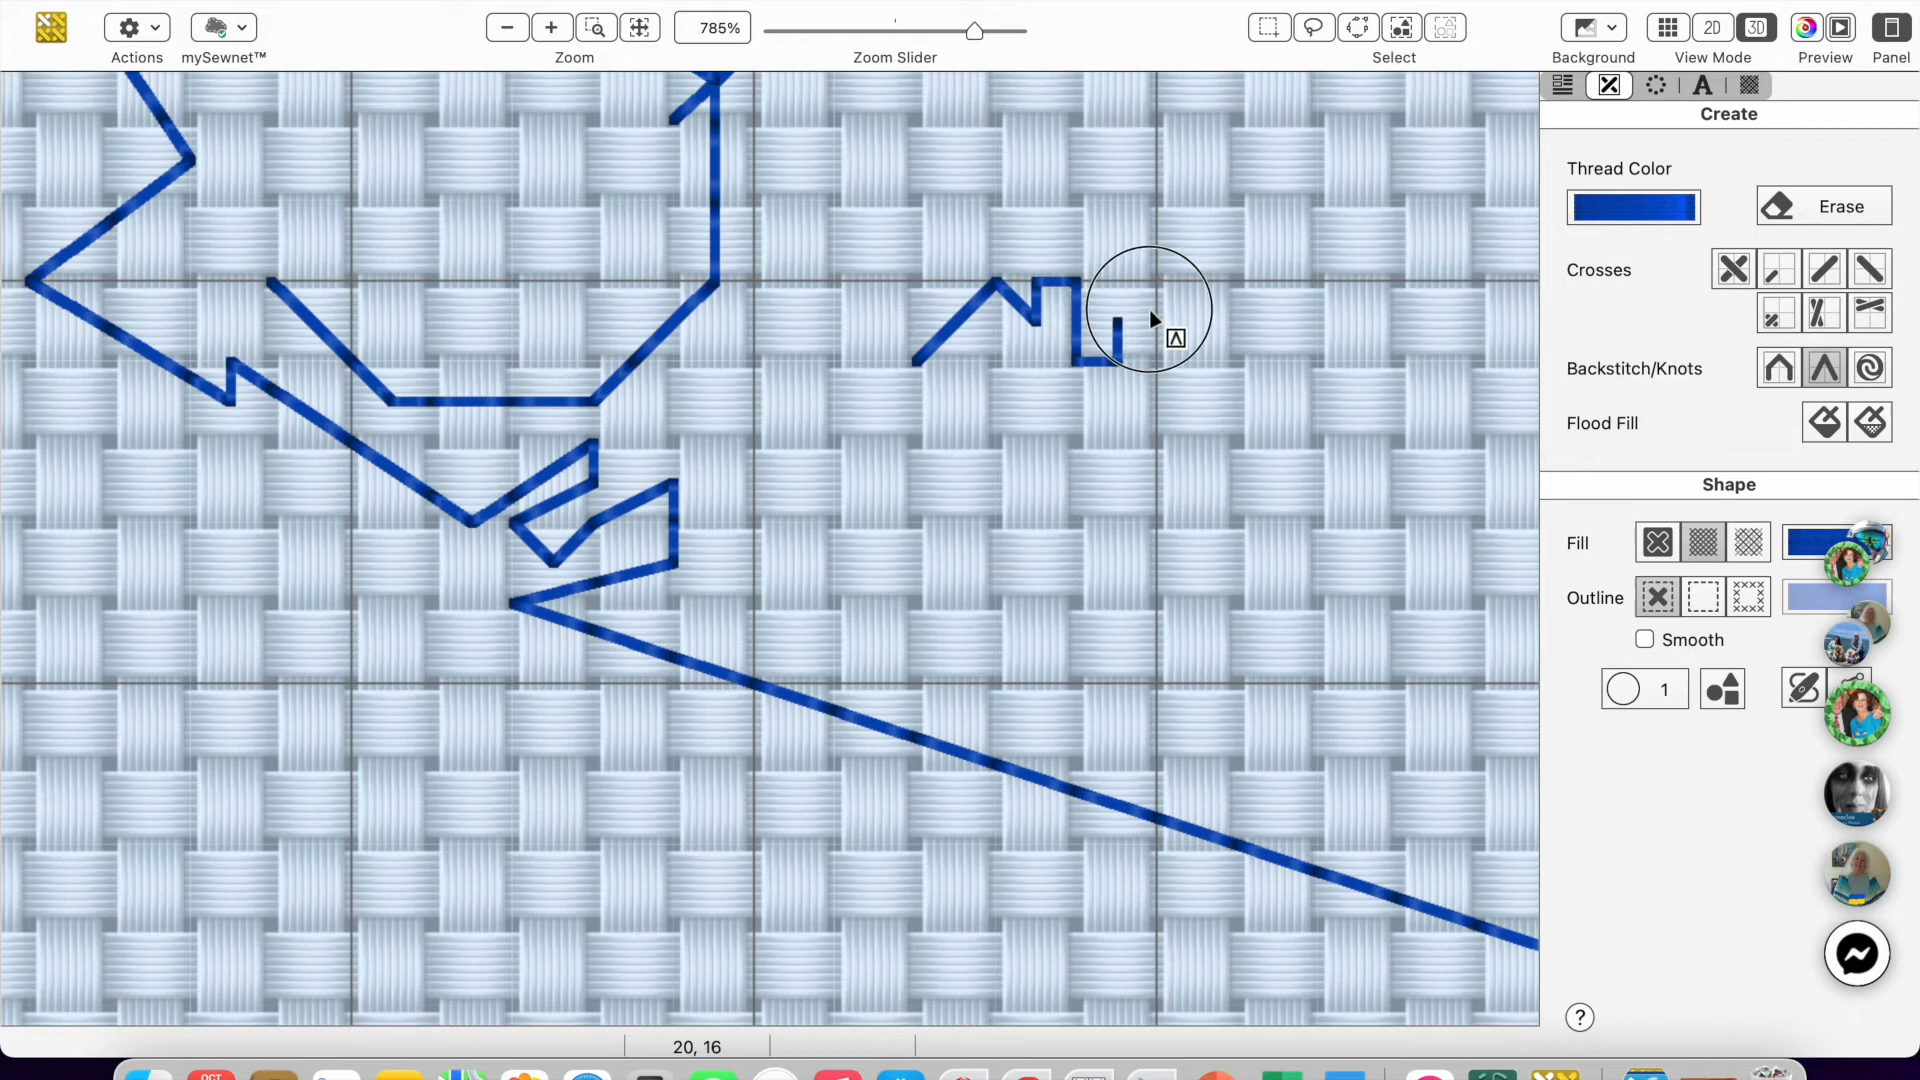 785%
2D
3D
Actions
mySewnet™
Zoom
Zoom Slider
Select
Background
View Mode
Preview
Panel
A
Create
Thread Color
Erase
Crosses
Backstitch/Knots
Flood Fill
Shape
Fill
Outline
Smooth
1
?
20, 16
OCT